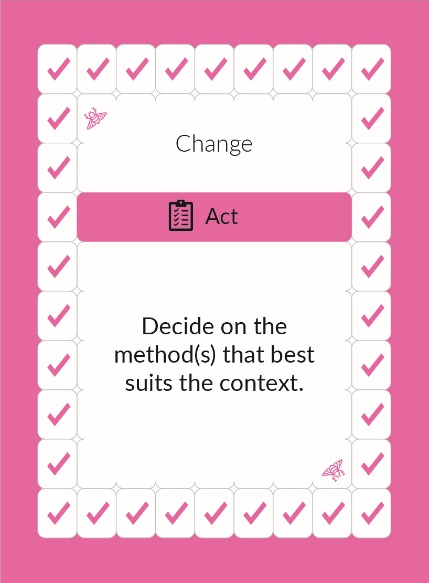 Change
Act
Decide on the
method(s) that best
suits the context.